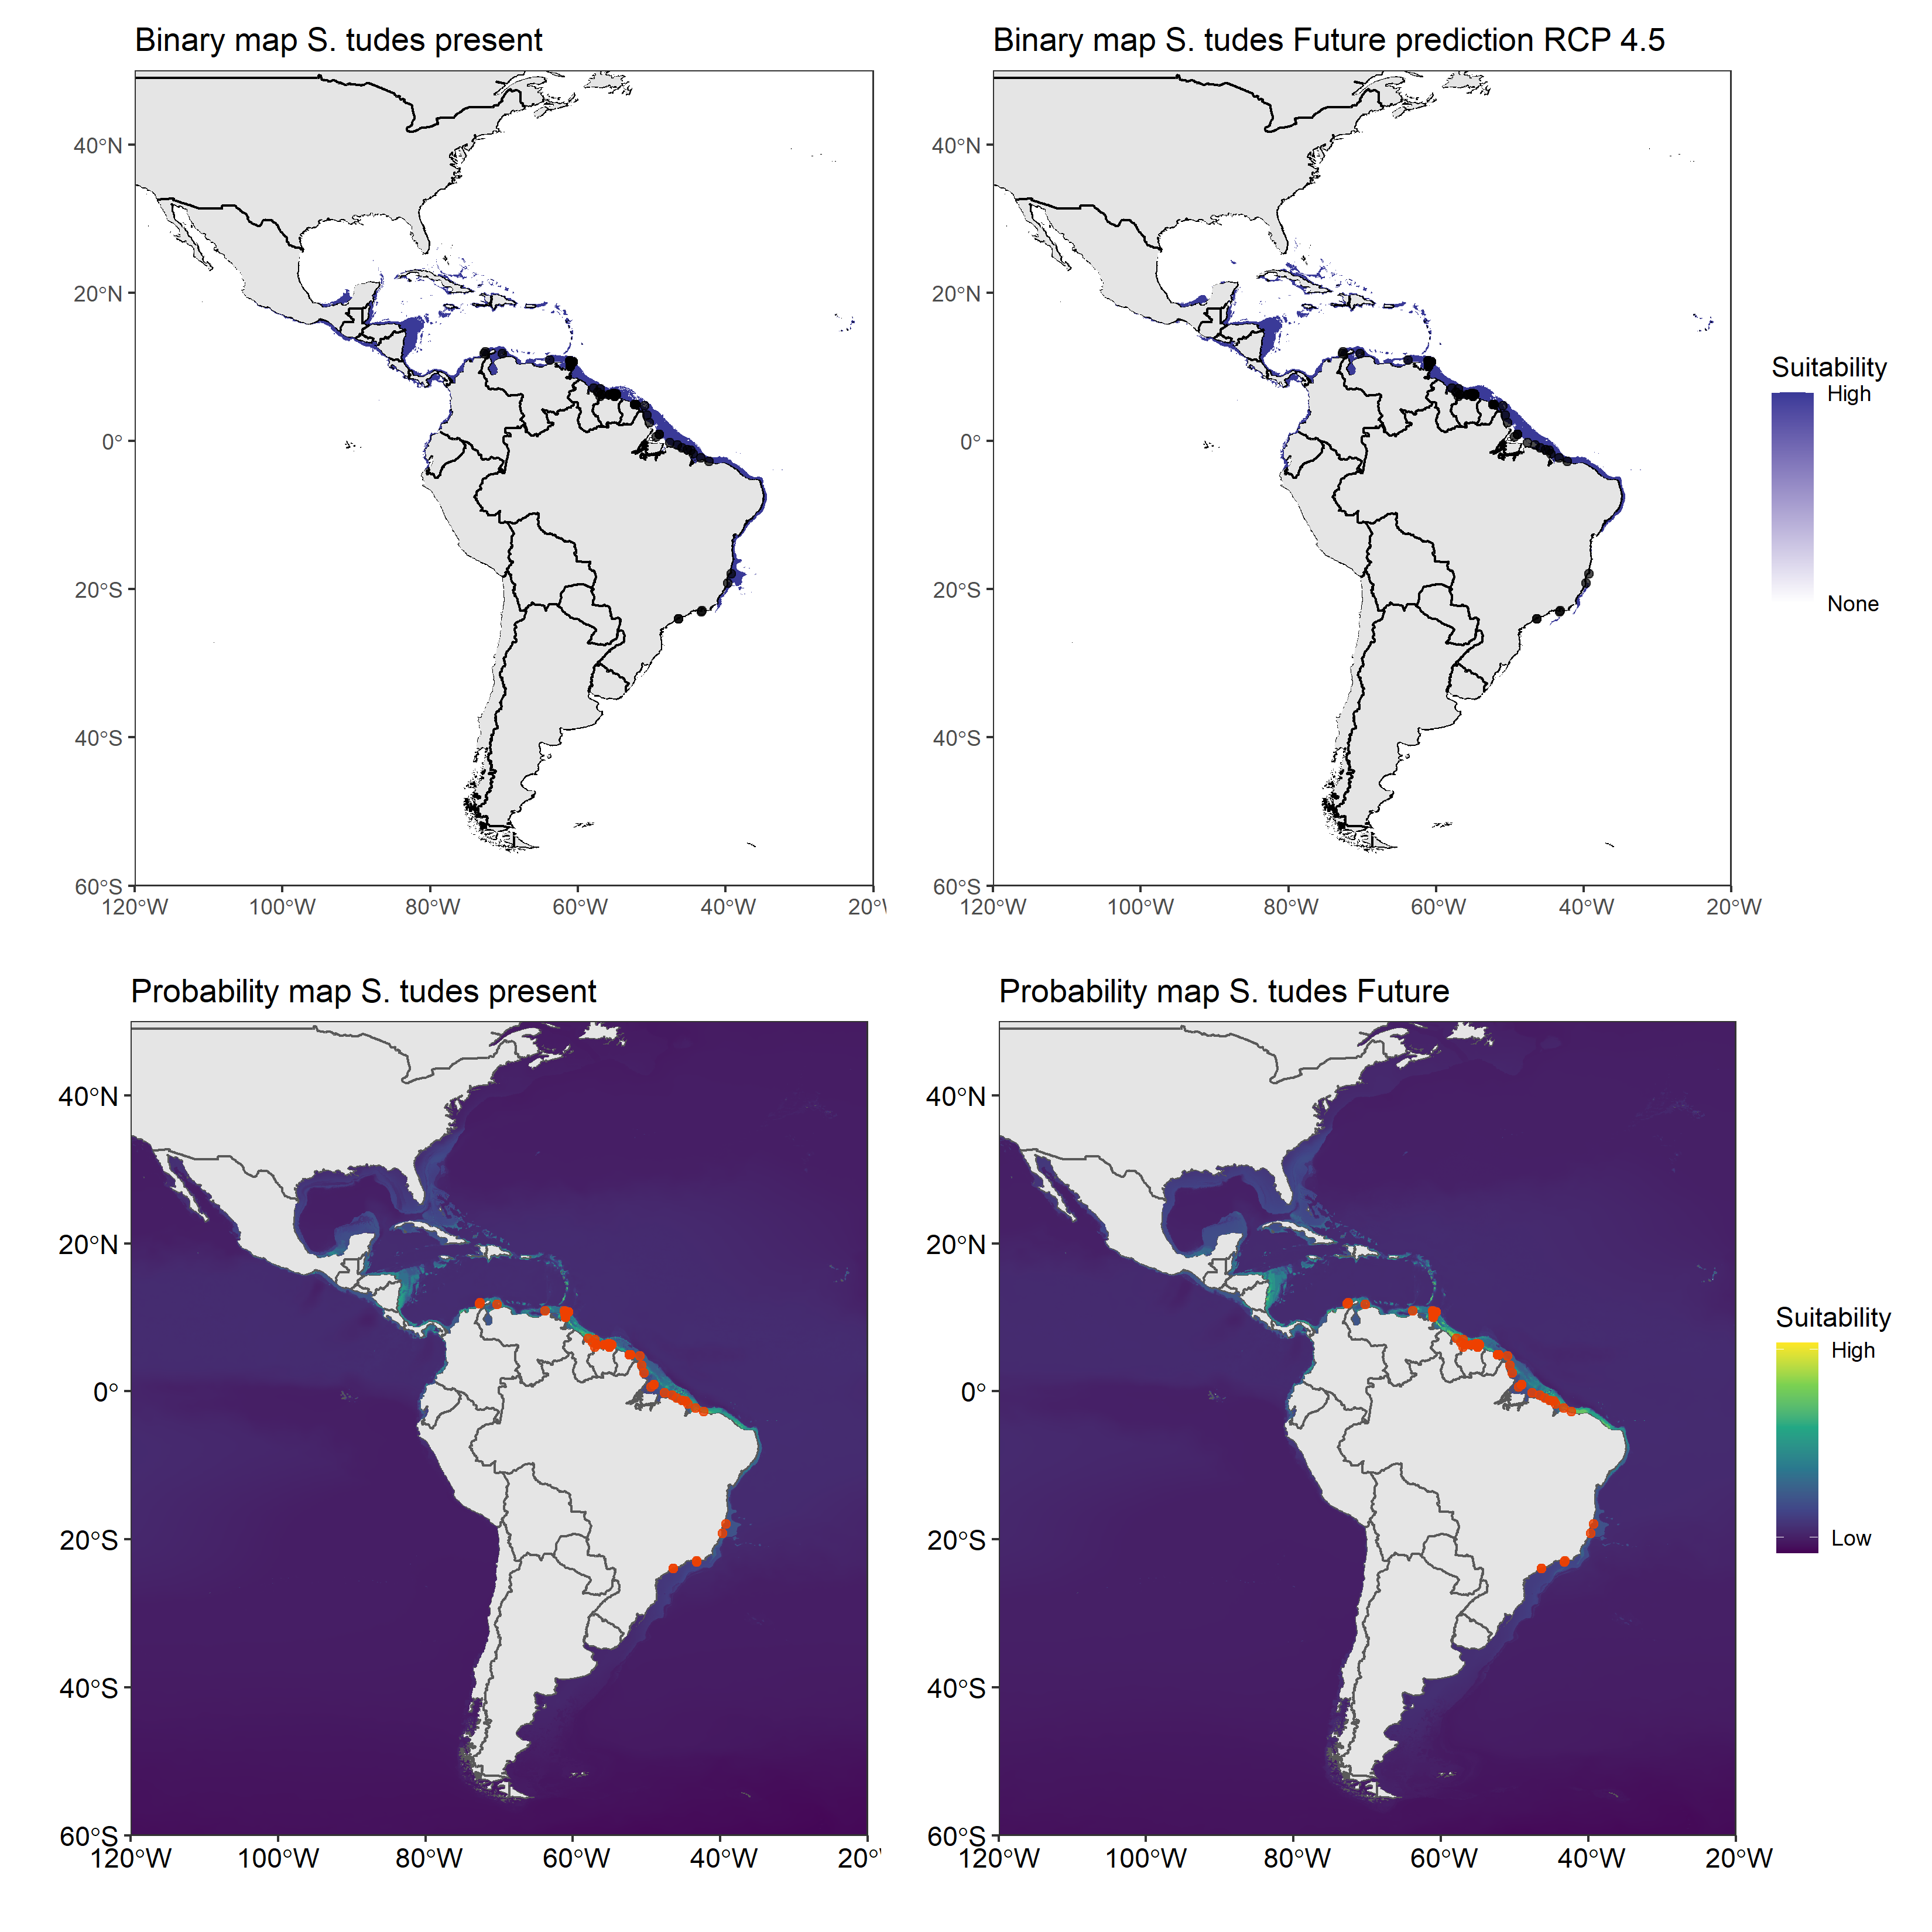 Binary map S. tudes present
Binary map S. tudes Future prediction RCP 4.5
40°N
20°N
0°
20°S
40°S
60°S
120°W 100°W 80°W 60°W 40°W 20°W
40°N
20°N
0°
20°S
40°S
60°S
120°W 100°W 80°W 60°W 40°W 20°W
Suitability
High
None
Probability map S. tudes present
Probability map S. tudes Future
40°N
20°N
0°
20°S
40°S
60°S
120°W 100°W 80°W 60°W 40°W 20°
40°N
20°N
0°
20°S
40°S
60°S
120°W 100°W 80°W 60°W 40°W 20°W
Suitability
High
Low